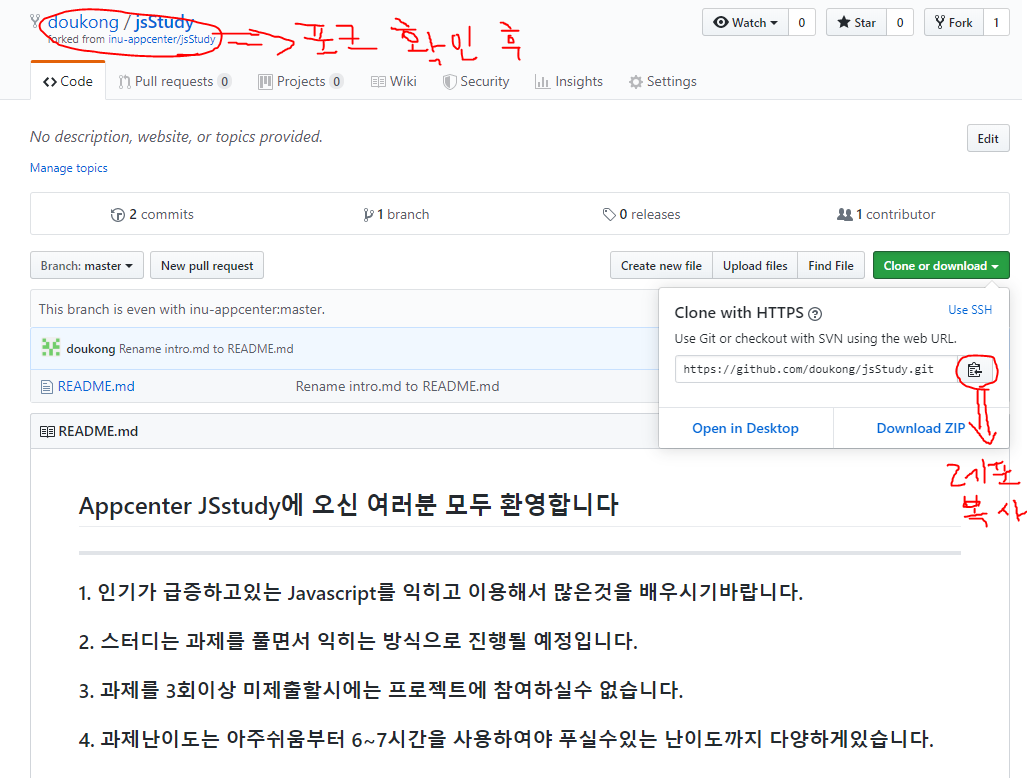 doukong / jsStudy
forked from inu-appcenter/jsStudy
포크 확인 후
Watch 0
Star 0
Fork 1
Code
Pull requests 0
Projects 0
Wiki
Security
Insights
Settings
No description, website, or topics provided.
Edit
Manage topics
2 commits
1 branch
0 releases
1 contributor
Branch: master
New pull request
Create new file
Upload files
Find File
Clone or download
This branch is even with inu-appcenter:master.
doukong Rename intro.md to README.md
README.md
Rename intro.md to README.md
Clone with HTTPS ?
Use SSH
Use Git or checkout with SVN using the web URL.
https://github.com/doukong/jsStudy.git
Open in Desktop
Download ZIP
레포
복사
README.md
Appcenter JSstudy에 오신 여러분 모두 환영합니다
1. 인기가 급증하고있는 Javascript를 익히고 이용해서 많은것을 배우시기바랍니다.
2. 스터디는 과제를 풀면서 익히는 방식으로 진행될 예정입니다.
3. 과제를 3회이상 미제출할시에는 프로젝트에 참여하실수 없습니다.
4. 과제난이도는 아주쉬움부터 6~7시간을 사용하여야 푸실수있는 난이도까지 다양하게있습니다.